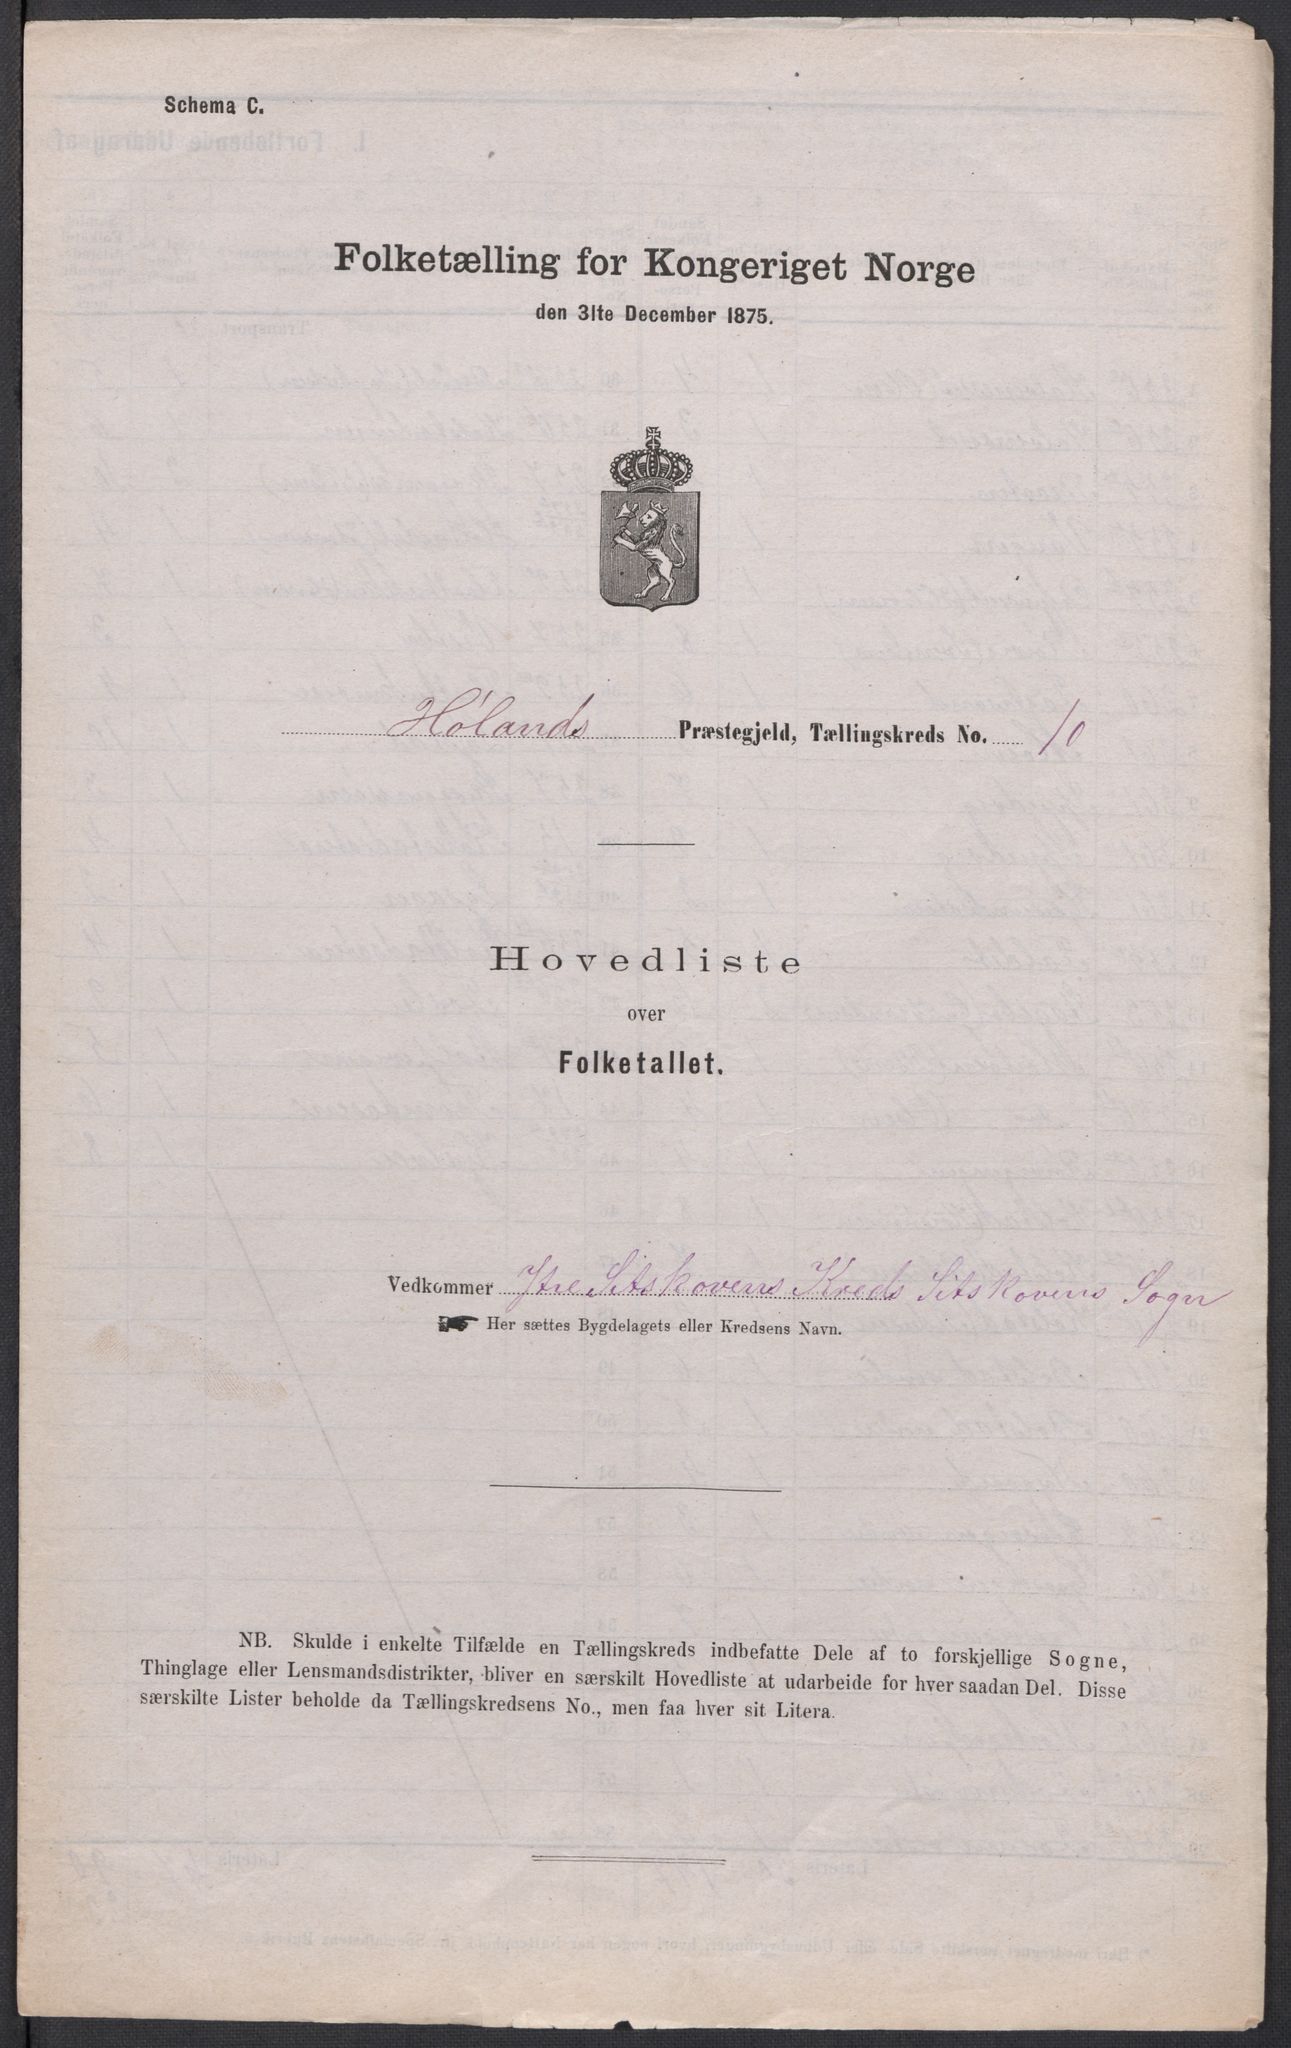 Schema C.
Folketælling for Kongeriget Norge
den 31te December 1875.
Hølands Præstegjeld, Tællingskreds No. 10
Hovedliste
over
Folketallet.
Vedkommer Ytre Sitskovens Kreds Sitskovens Sogn
Her sættes Bygdelagets eller Kredsens Navn.
NB. Skulde i enkelte Tilfælde en Tællingskreds indbefatte Dele af to forskjellige Sogne,
Thinglage eller Lensmandsdistrikter, bliver en særskilt Hovedliste at udarbeide for hver saadan Del. Disse
særskilte Lister beholde da Tællingskredsens No., men faa hver sit Litera.